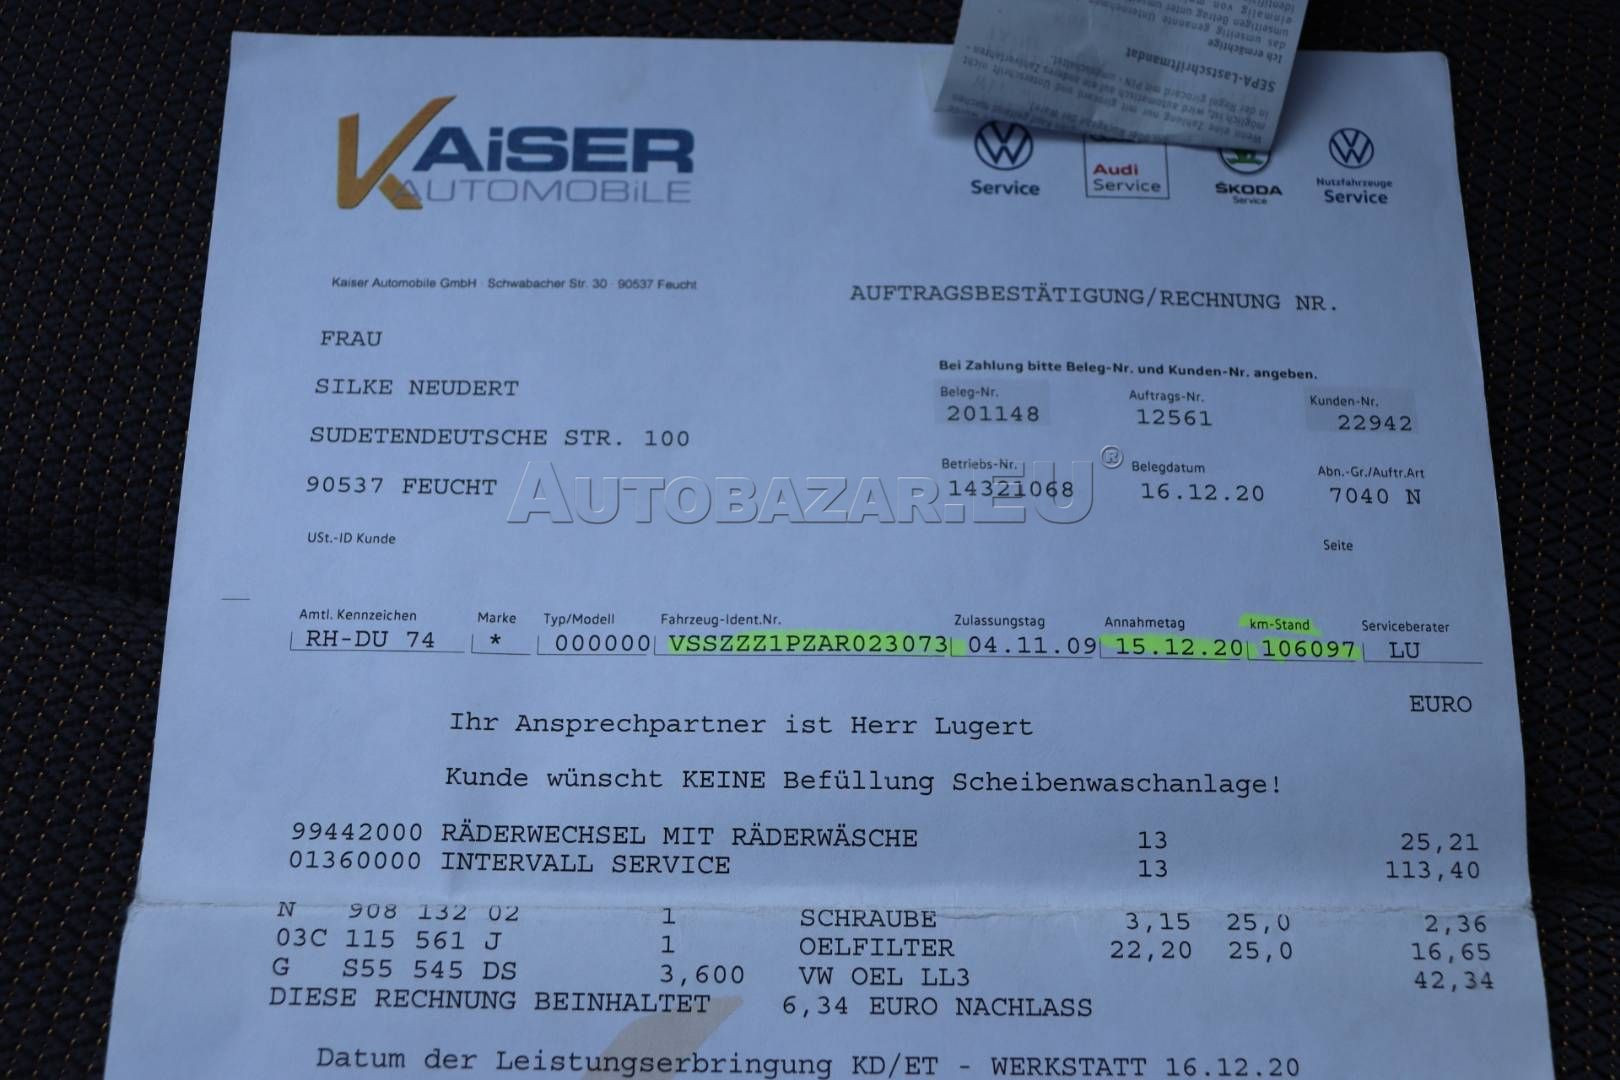 das umseitig genannte Unternehmen
Ich ermächtige
SEPA-Lastschriftmandat
KAiSER
AUTOMOBiLE
Service
Audi
Service
ŠKODA
Service
Nutzfahrzeuge
Service
Kaiser Automobile GmbH · Schwabacher Str. 30 · 90537 Feucht
AUFTRAGSBESTÄTIGUNG/RECHNUNG NR.
FRAU
SILKE NEUDERT
SUDETENDEUTSCHE STR. 100
90537 FEUCHT
Bei Zahlung bitte Beleg-Nr. und Kunden-Nr. angeben.
Beleg-Nr. Auftrags-Nr. Kunden-Nr.
201148 12561 22942
Betriebs-Nr. Belegdatum Abn.-Gr./Auftr.Art
14321068 16.12.20 7040 N
AUTOBAZAR.EU®
USt.-ID Kunde
Seite
Amtl. Kennzeichen Marke Typ/Modell Fahrzeug-Ident.Nr. Zulassungstag Annahmetag km-Stand Serviceberater
RH-DU 74 * 000000 VSSZZZ1PZAR023073 04.11.09 15.12.20 106097 LU
EURO
Ihr Ansprechpartner ist Herr Lugert
Kunde wünscht KEINE Befüllung Scheibenwaschanlage!
99442000 RÄDERWECHSEL MIT RÄDERWÄSCHE 13 25,21
01360000 INTERVALL SERVICE 13 113,40
N 908 132 02 1 SCHRAUBE 3,15 25,0 2,36
03C 115 561 J 1 OELFILTER 22,20 25,0 16,65
G S55 545 DS 3,600 VW OEL LL3 42,34
DIESE RECHNUNG BEINHALTET 6,34 EURO NACHLASS
Datum der Leistungserbringung KD/ET - WERKSTATT 16.12.20